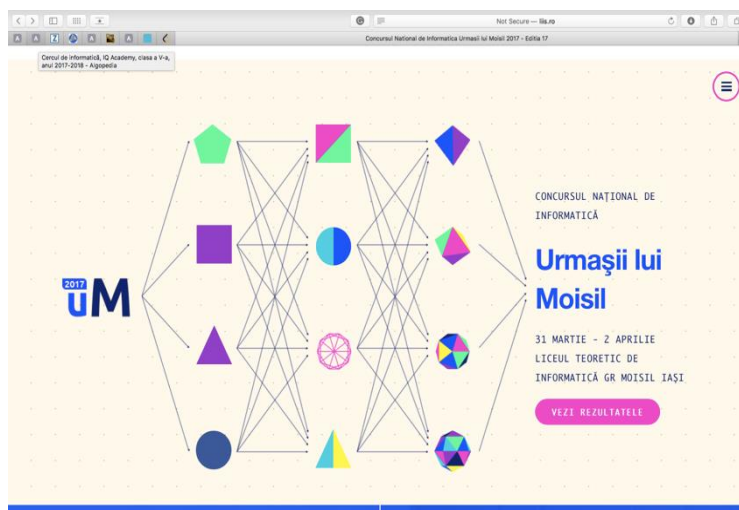 Not Secure — liis.ro
Concursul National de Informatica Urmasii lui Moisil 2017 - Editia 17
Cercul de informatică, IQ Academy, clasa a V-a,
anul 2017-2018 - Algopedia
CONCURSUL NAȚIONAL DE
INFORMATICĂ
Urmaşii lui
Moisil
2017
uM
31 MARTIE - 2 APRILIE
LICEUL TEORETIC DE
INFORMATICĂ GR MOISIL IAȘI
VEZI REZULTATELE